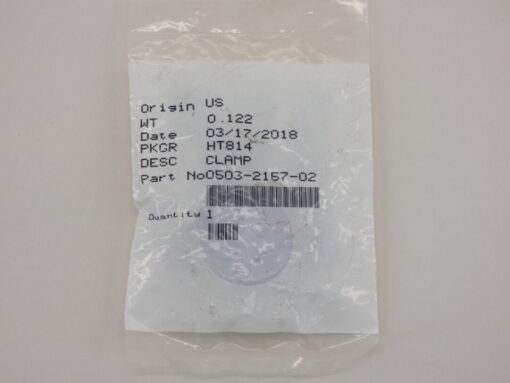 Origin US
WT 0.122
Date 03/17/2018
PKGR HT814
DESC CLAMP
Part No0503-2157-02
Quantity 1